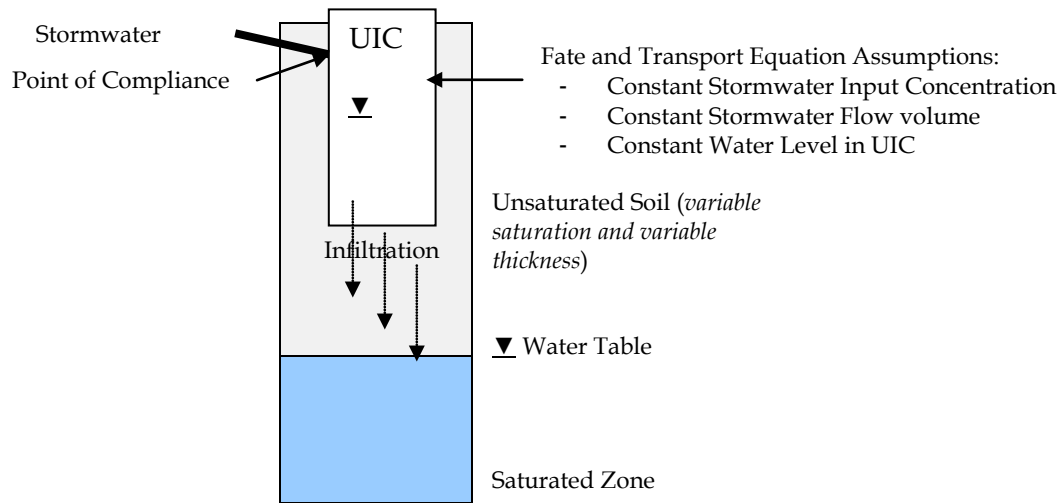 Stormwater
Point of Compliance
UIC
▼
Fate and Transport Equation Assumptions:
- Constant Stormwater Input Concentration
- Constant Stormwater Flow volume
- Constant Water Level in UIC
Unsaturated Soil (variable
saturation and variable
thickness)
Infiltration
▼ Water Table
Saturated Zone